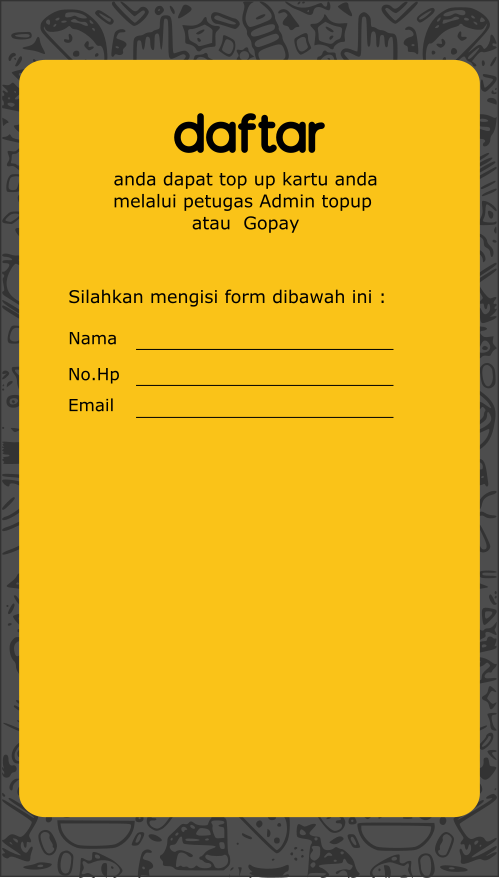 daftar
anda dapat top up kartu anda
melalui petugas Admin topup
atau Gopay
Silahkan mengisi form dibawah ini :
Nama
No.Hp
Email